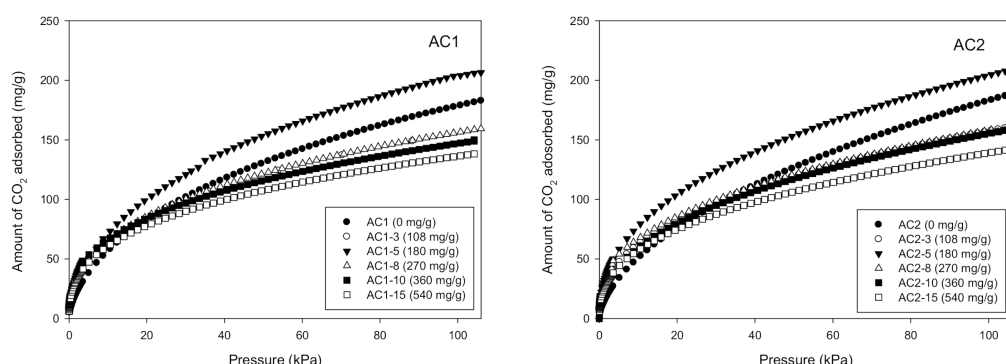 250
200
150
100
50
0
Amount of CO₂ adsorbed (mg/g)
AC1
AC1 (0 mg/g)
AC1-3 (108 mg/g)
AC1-5 (180 mg/g)
AC1-8 (270 mg/g)
AC1-10 (360 mg/g)
AC1-15 (540 mg/g)
0 20 40 60 80 100
Pressure (kPa)
250
200
150
100
50
0
Amount of CO₂ adosorbed (mg/g)
AC2
AC2 (0 mg/g)
AC2-3 (108 mg/g)
AC2-5 (180 mg/g)
AC2-8 (270 mg/g)
AC2-10 (360 mg/g)
AC2-15 (540 mg/g)
0 20 40 60 80 100
Pressure (kPa)